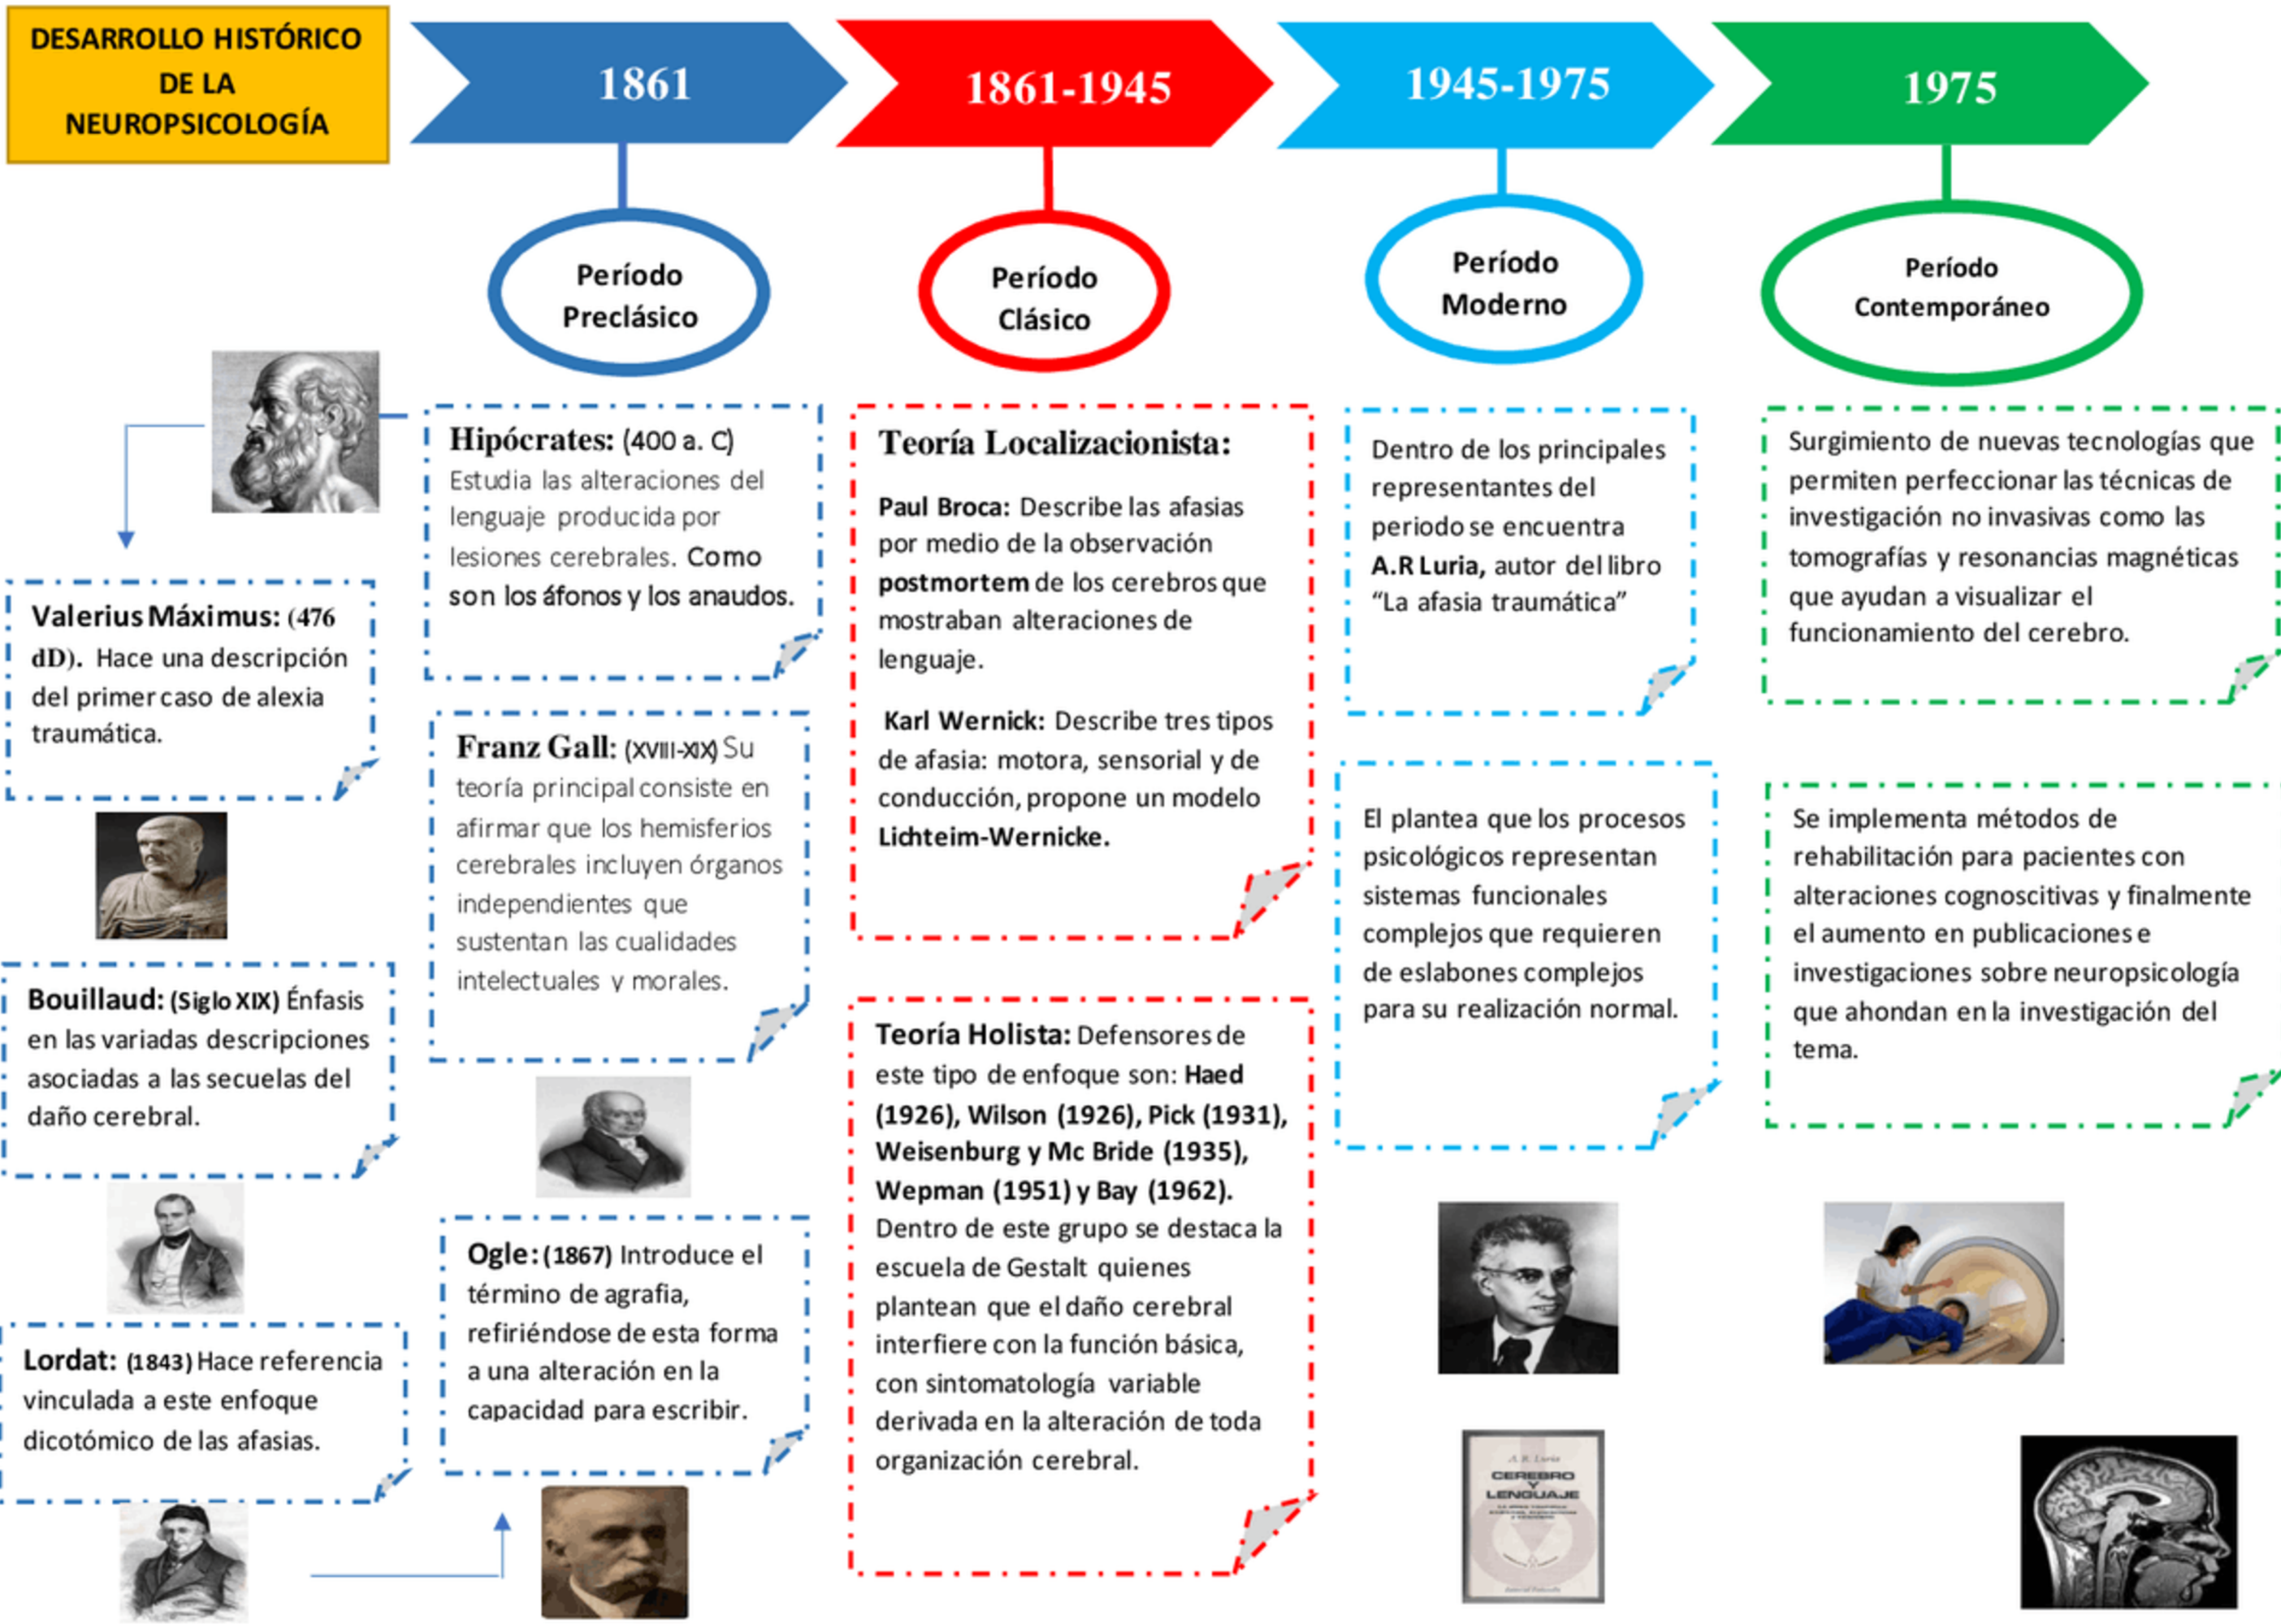 DESARROLLO HISTÓRICO
DE LA
NEUROPSICOLOGÍA
1861
1861-1945
1945-1975
1975
Período
Preclásico
Período
Clásico
Período
Moderno
Período
Contemporáneo
Hipócrates: (400 a. C)
Estudia las alteraciones del
lenguaje producida por
lesiones cerebrales. Como
son los áfonos y los anaudos.
Valerius Máximus: (476
dD). Hace una descripción
del primer caso de alexia
traumática.
Franz Gall: (XVIII-XIX) Su
teoría principal consiste en
afirmar que los hemisferios
cerebrales incluyen órganos
independientes que
sustentan las cualidades
intelectuales y morales.
Bouillaud: (Siglo XIX) Énfasis
en las variadas descripciones
asociadas a las secuelas del
daño cerebral.
Lordat: (1843) Hace referencia
vinculada a este enfoque
dicotómico de las afasias.
Ogle: (1867) Introduce el
término de agrafia,
refiriéndose de esta forma
a una alteración en la
capacidad para escribir.
Teoría Localizacionista:
Paul Broca: Describe las afasias
por medio de la observación
postmortem de los cerebros que
mostraban alteraciones de
lenguaje.
Karl Wernick: Describe tres tipos
de afasia: motora, sensorial y de
conducción, propone un modelo
Lichteim-Wernicke.
Teoría Holista: Defensores de
este tipo de enfoque son: Haed
(1926), Wilson (1926), Pick (1931),
Weisenburg y Mc Bride (1935),
Wepman (1951) y Bay (1962).
Dentro de este grupo se destaca la
escuela de Gestalt quienes
plantean que el daño cerebral
interfiere con la función básica,
con sintomatología variable
derivada en la alteración de toda
organización cerebral.
Dentro de los principales
representantes del
periodo se encuentra
A.R Luria, autor del libro
“La afasia traumática”
El plantea que los procesos
psicológicos representan
sistemas funcionales
complejos que requieren
de eslabones complejos
para su realización normal.
A. R. Luria
CEREBRO
Y
LENGUAJE
Surgimiento de nuevas tecnologías que
permiten perfeccionar las técnicas de
investigación no invasivas como las
tomografías y resonancias magnéticas
que ayudan a visualizar el
funcionamiento del cerebro.
Se implementa métodos de
rehabilitación para pacientes con
alteraciones cognoscitivas y finalmente
el aumento en publicaciones e
investigaciones sobre neuropsicología
que ahondan en la investigación del
tema.